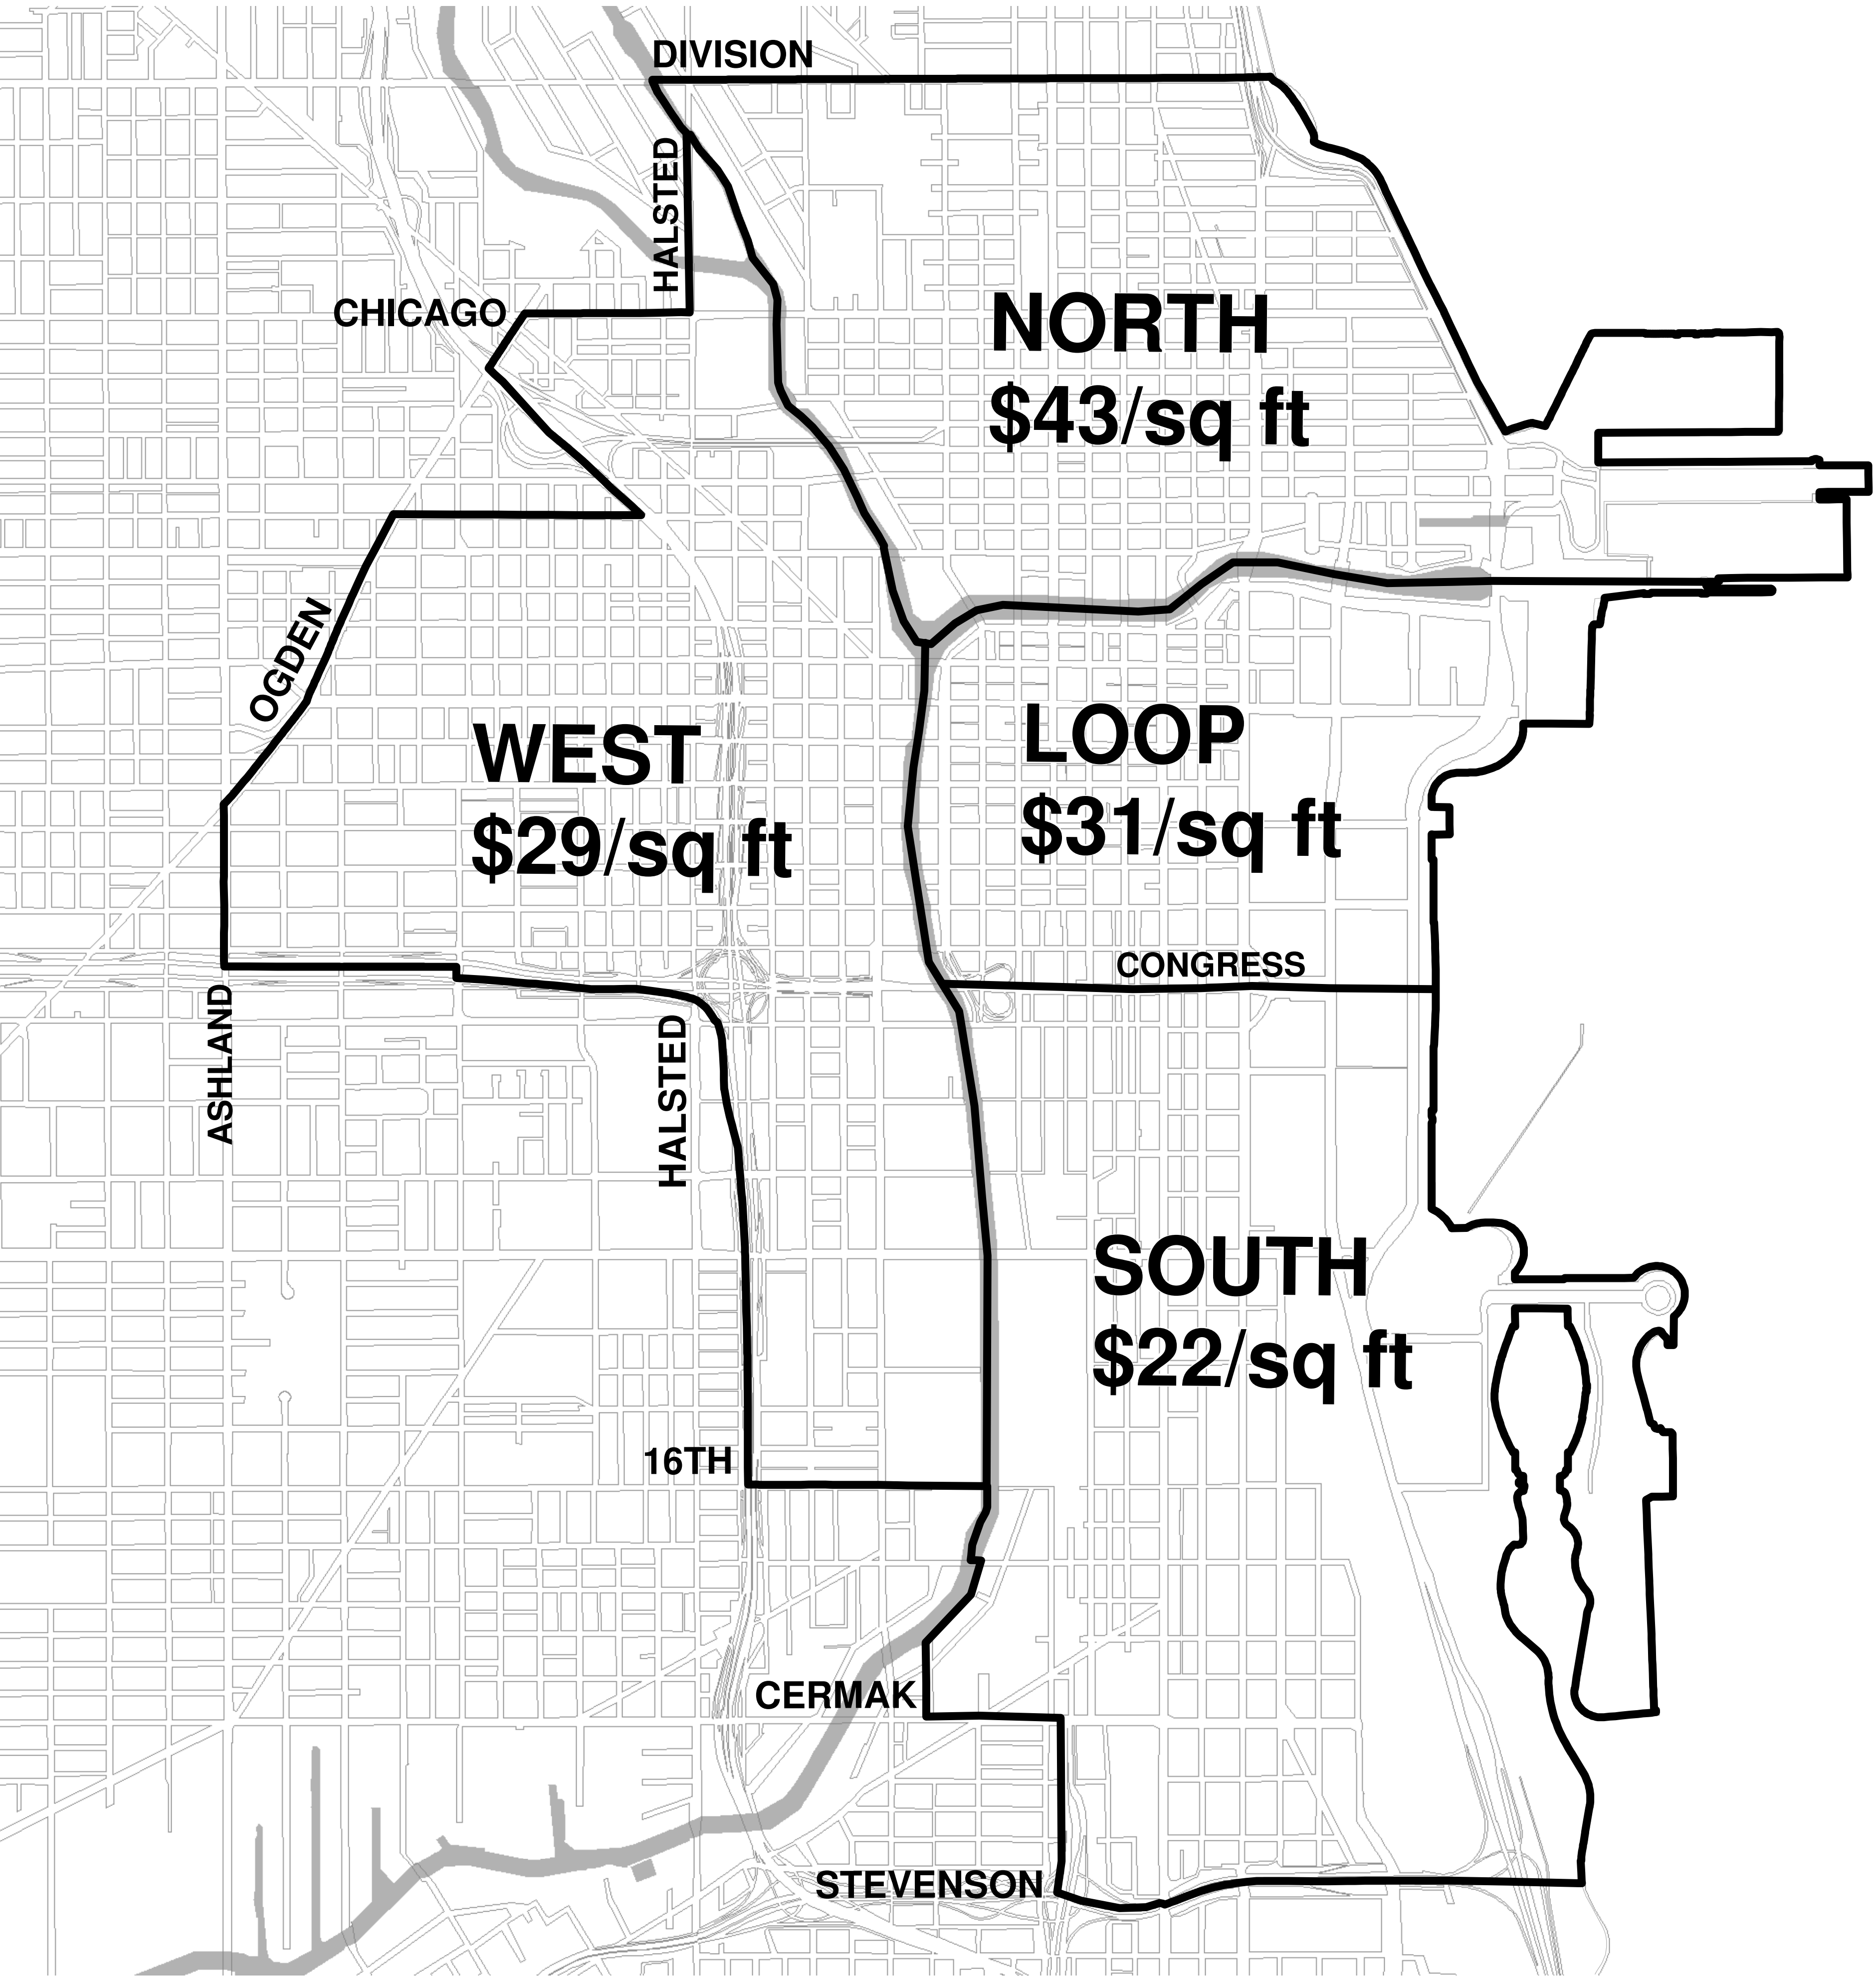 DIVISION
HALSTED
CHICAGO
NORTH
$43/sq ft
OGDEN
WEST
$29/sq ft
LOOP
$31/sq ft
CONGRESS
ASHLAND
HALSTED
SOUTH
$22/sq ft
16TH
CERMAK
STEVENSON